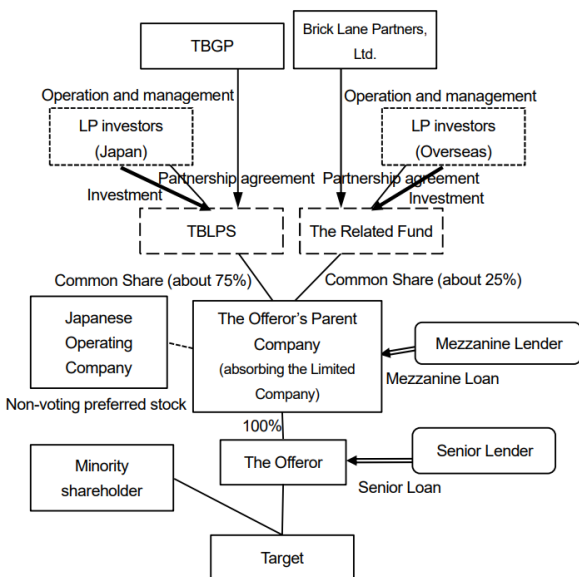 TBGP
Brick Lane Partners,
Ltd.
Operation and management
Operation and management
LP investors
(Japan)
LP investors
(Overseas)
Partnership agreement
Partnership agreement
Investment
Investment
TBLPS
The Related Fund
Common Share (about 75%)
Common Share (about 25%)
Japanese
Operating
Company
The Offeror's Parent
Company
(absorbing the Limited
Company)
Mezzanine Lender
Mezzanine Loan
Non-voting preferred stock
100%
Minority
shareholder
The Offeror
Senior Lender
Senior Loan
Target